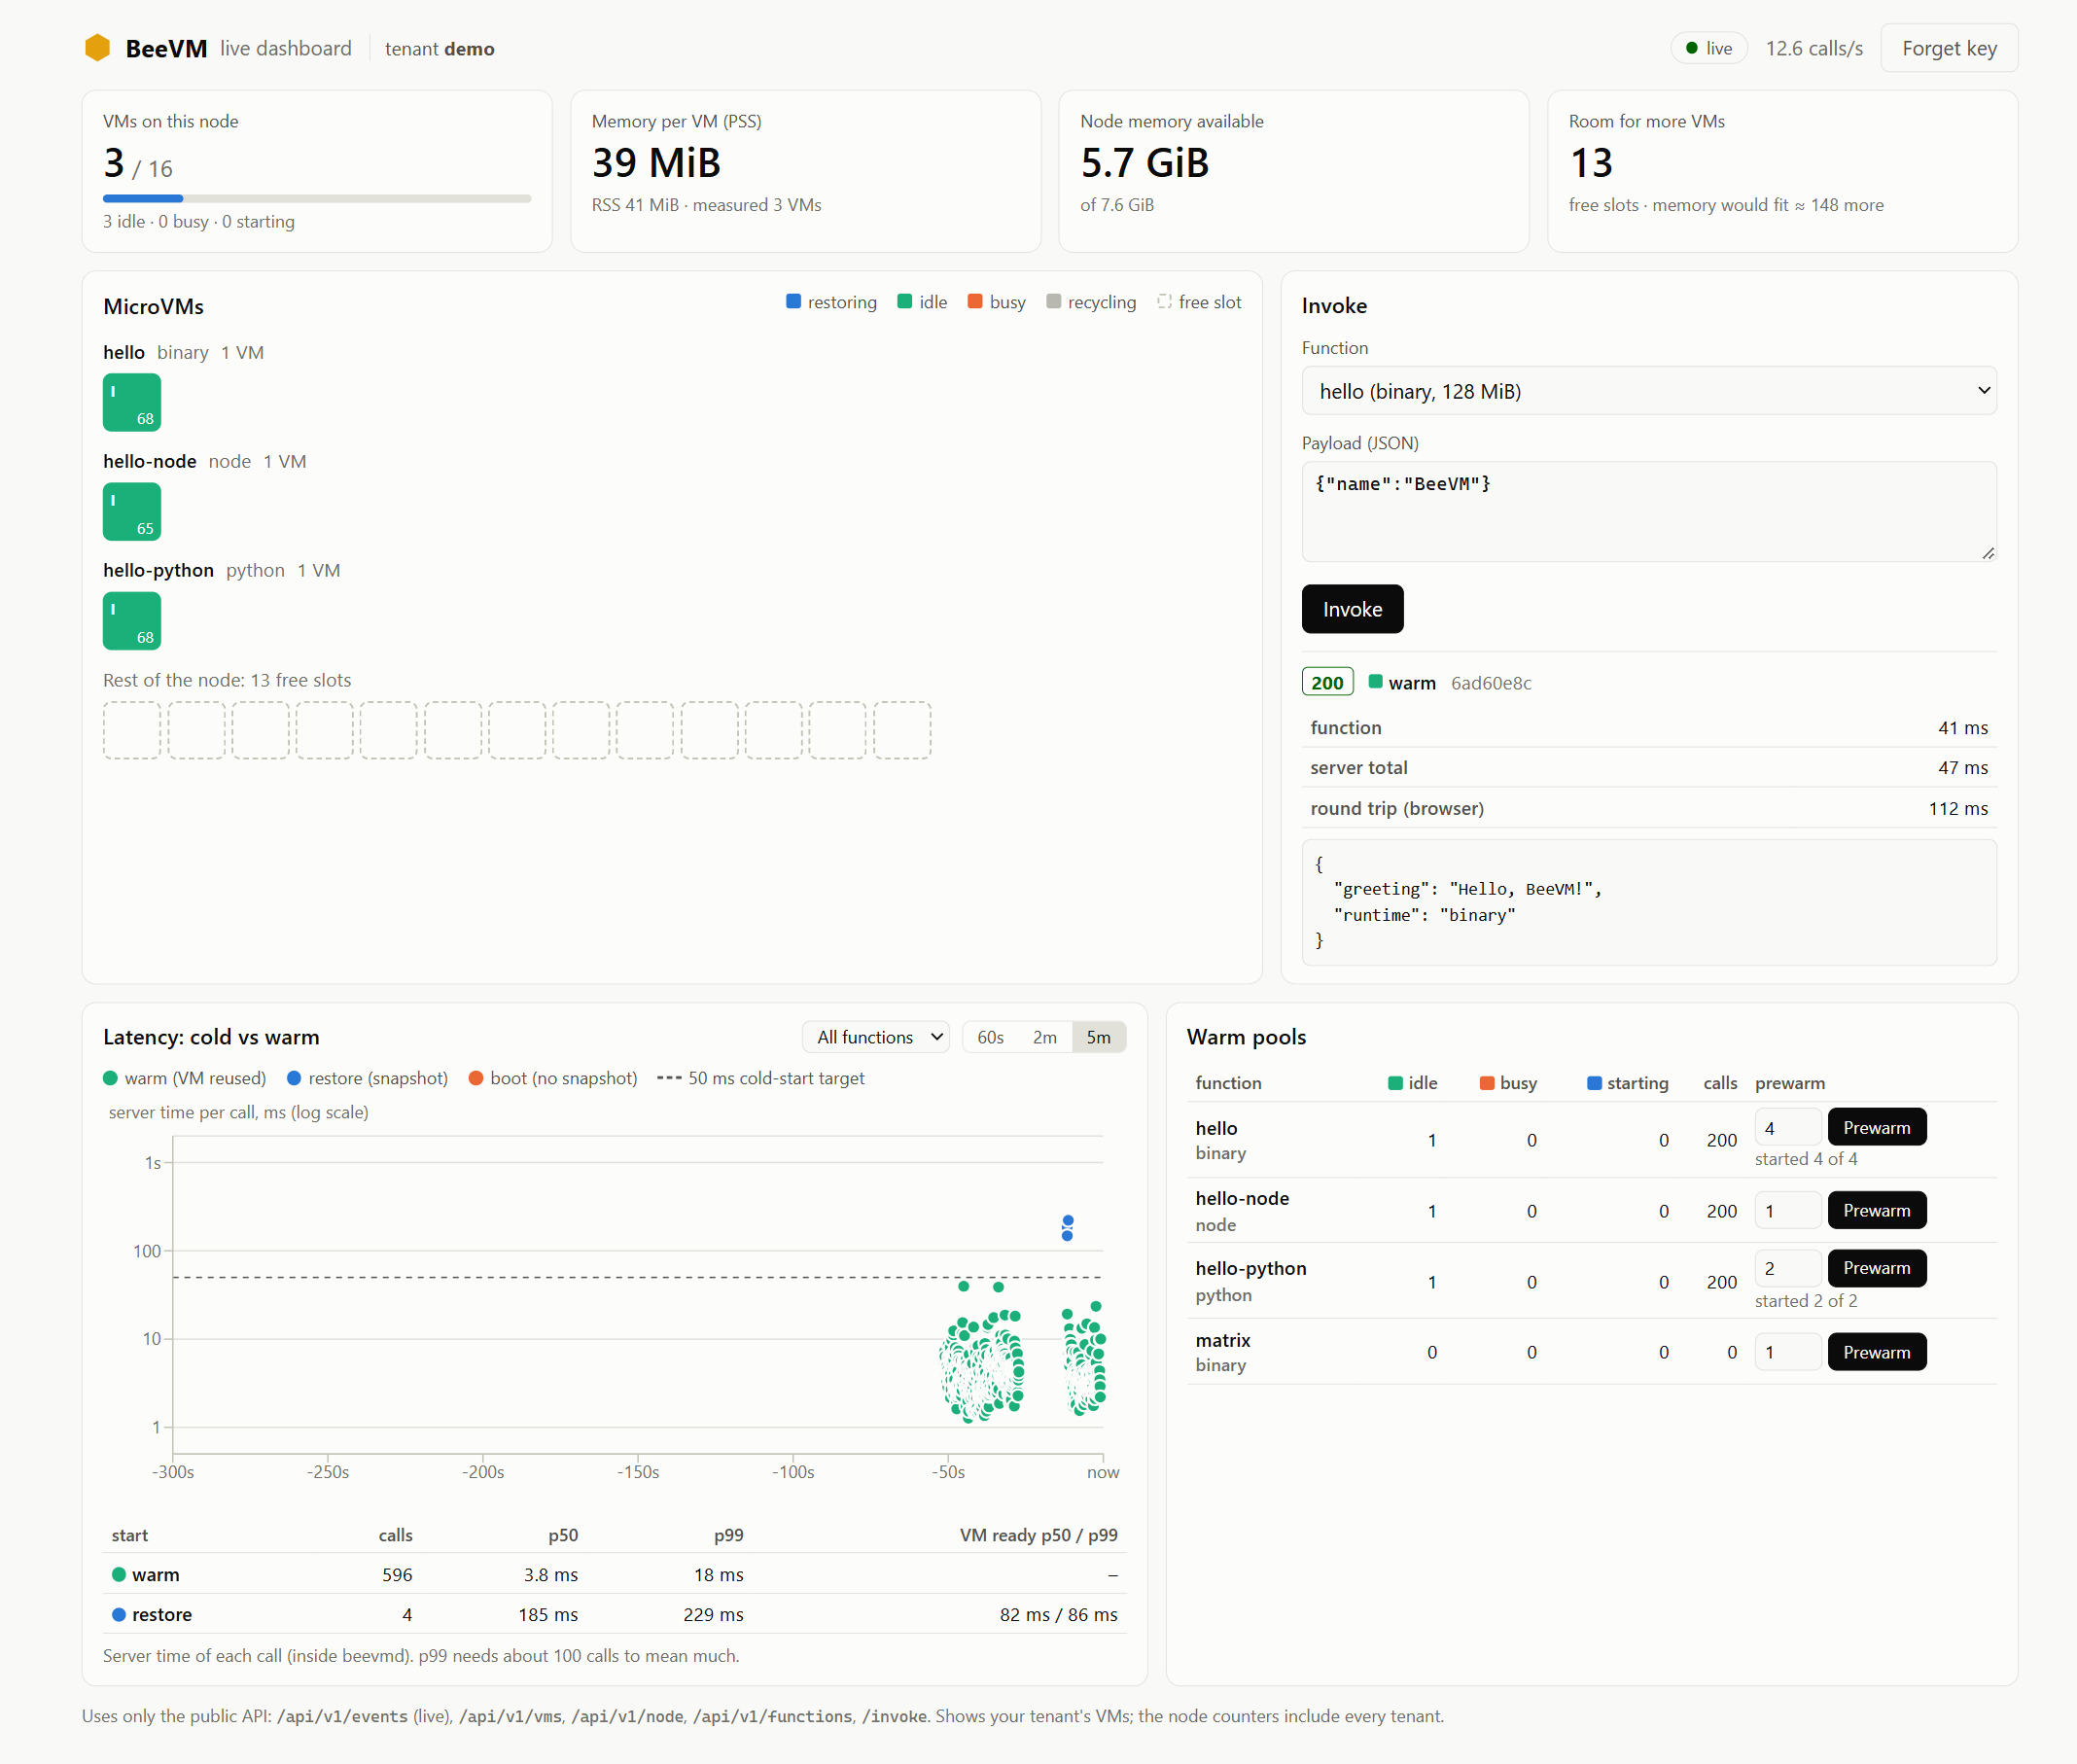 BeeVM live dashboard tenant demo
live 12.6 calls/s Forget key
VMs on this node
3 / 16
3 idle · 0 busy · 0 starting
Memory per VM (PSS)
39 MiB
RSS 41 MiB · measured 3 VMs
Node memory available
5.7 GiB
of 7.6 GiB
Room for more VMs
13
free slots · memory would fit ≈ 148 more
MicroVMs
restoring idle busy recycling free slot
hello binary 1 VM
68
hello-node node 1 VM
65
hello-python python 1 VM
68
Rest of the node: 13 free slots
Invoke
Function
hello (binary, 128 MiB)
Payload (JSON)
{"name":"BeeVM"}
Invoke
200 warm 6ad60e8c
function 41 ms
server total 47 ms
round trip (browser) 112 ms
{
"greeting": "Hello, BeeVM!",
"runtime": "binary"
}
Latency: cold vs warm
All functions 60s 2m 5m
warm (VM reused) restore (snapshot) boot (no snapshot) 50 ms cold-start target
server time per call, ms (log scale)
1s
100
10
1
-300s -250s -200s -150s -100s -50s now
start calls p50 p99 VM ready p50 / p99
warm 596 3.8 ms 18 ms –
restore 4 185 ms 229 ms 82 ms / 86 ms
Server time of each call (inside beevmd). p99 needs about 100 calls to mean much.
Warm pools
function idle busy starting calls prewarm
hello
binary
1 0 0 200 4 Prewarm
started 4 of 4
hello-node
node
1 0 0 200 1 Prewarm
hello-python
python
1 0 0 200 2 Prewarm
started 2 of 2
matrix
binary
0 0 0 0 1 Prewarm
Uses only the public API: /api/v1/events (live), /api/v1/vms, /api/v1/node, /api/v1/functions, /invoke. Shows your tenant's VMs; the node counters include every tenant.